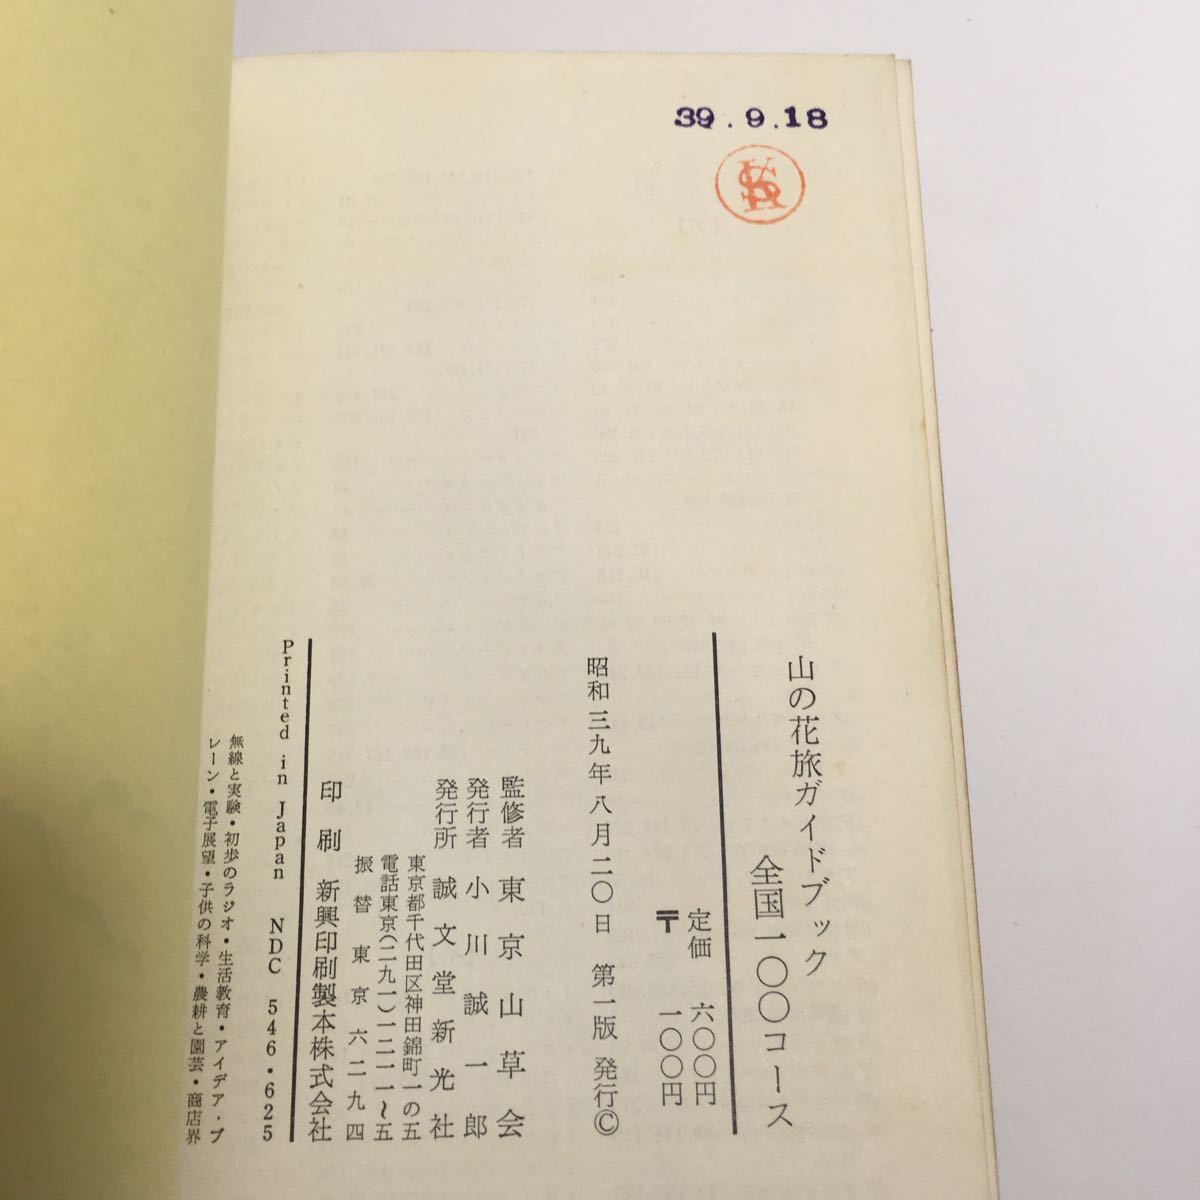 39.9.18
KS
山の花旅ガイドブック
全国一〇〇コース
定価 六〇〇円
〒 一〇〇円
昭和三九年八月二〇日 第一版 発行©
監修者 東京山草会
発行者 小川誠一郎
発行所 誠文堂新光社
東京都千代田区神田錦町一の五
電話東京(二九一)一二一一〜五
振替東京六二九四
印刷 新興印刷製本株式会社
Printed in Japan NDC 546・625
無線と実験・初歩のラジオ・生活教育・アイデア・ブ
レーン・電子展望・子供の科学・農耕と園芸・商店界